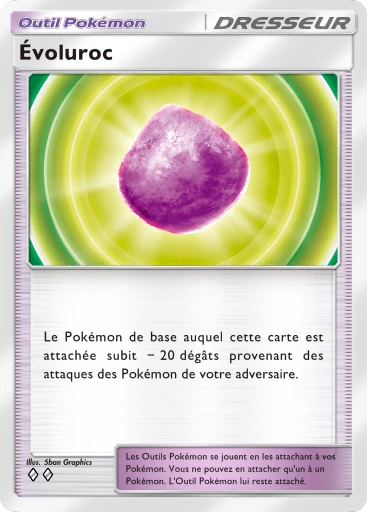 Outil Pokémon
DRESSEUR
Évoluroc
Le Pokémon de base auquel cette carte est
attachée subit − 20 dégâts provenant des
attaques des Pokémon de votre adversaire.
Illus. 5ban Graphics
Les Outils Pokémon se jouent en les attachant à vos
Pokémon. Vous ne pouvez en attacher qu'un à un
Pokémon. L'Outil Pokémon lui reste attaché.